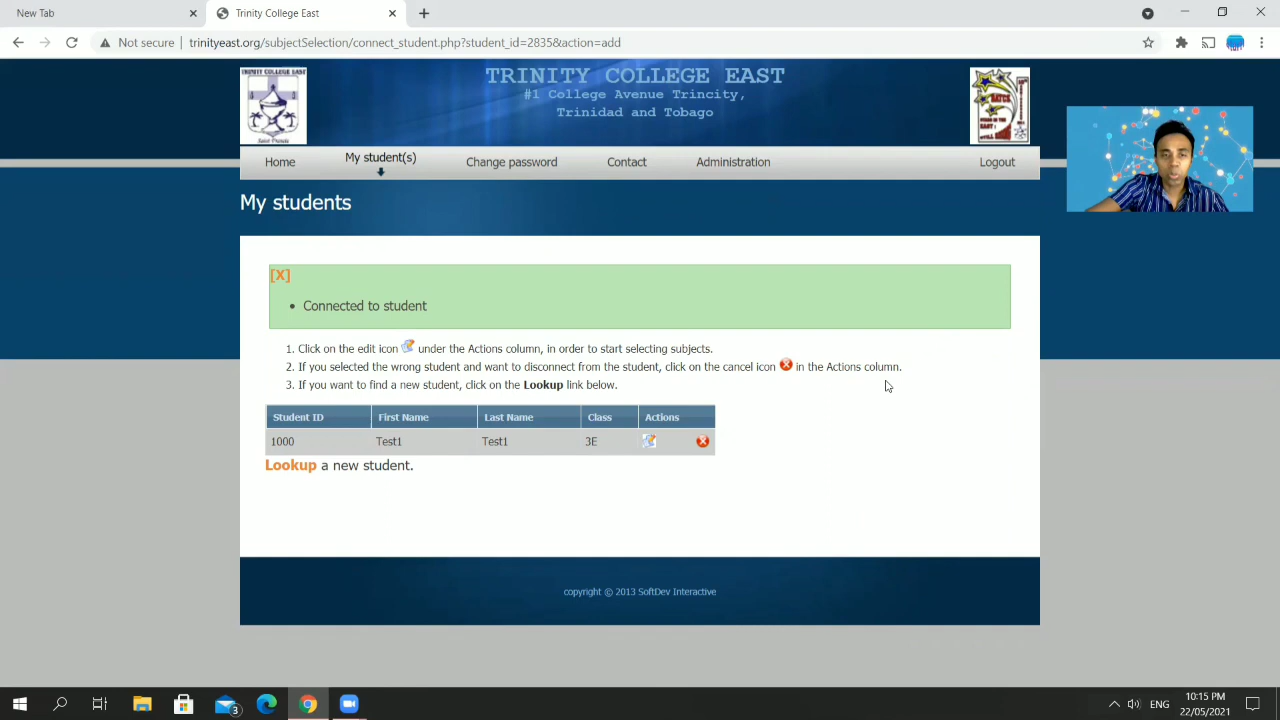 New Tab
Trinity College East
Not secure
trinityeast.org/subjectSelection/connect_student.php?student_id=2835&action=add
TRINITY COLLEGE EAST
TRINITY COLLEGE EAST
#1 College Avenue Trincity,
Trinidad and Tobago
Home
My student(s)
Change password
Contact
Administration
Logout
My students
[X]
• Connected to student
1. Click on the edit icon under the Actions column, in order to start selecting subjects.
2. If you selected the wrong student and want to disconnect from the student, click on the cancel icon in the Actions column.
3. If you want to find a new student, click on the Lookup link below.
Student ID First Name Last Name Class Actions
1000 Test1 Test1 3E
Lookup a new student.
copyright © 2013 SoftDev Interactive
3
ENG
10:15 PM
22/05/2021